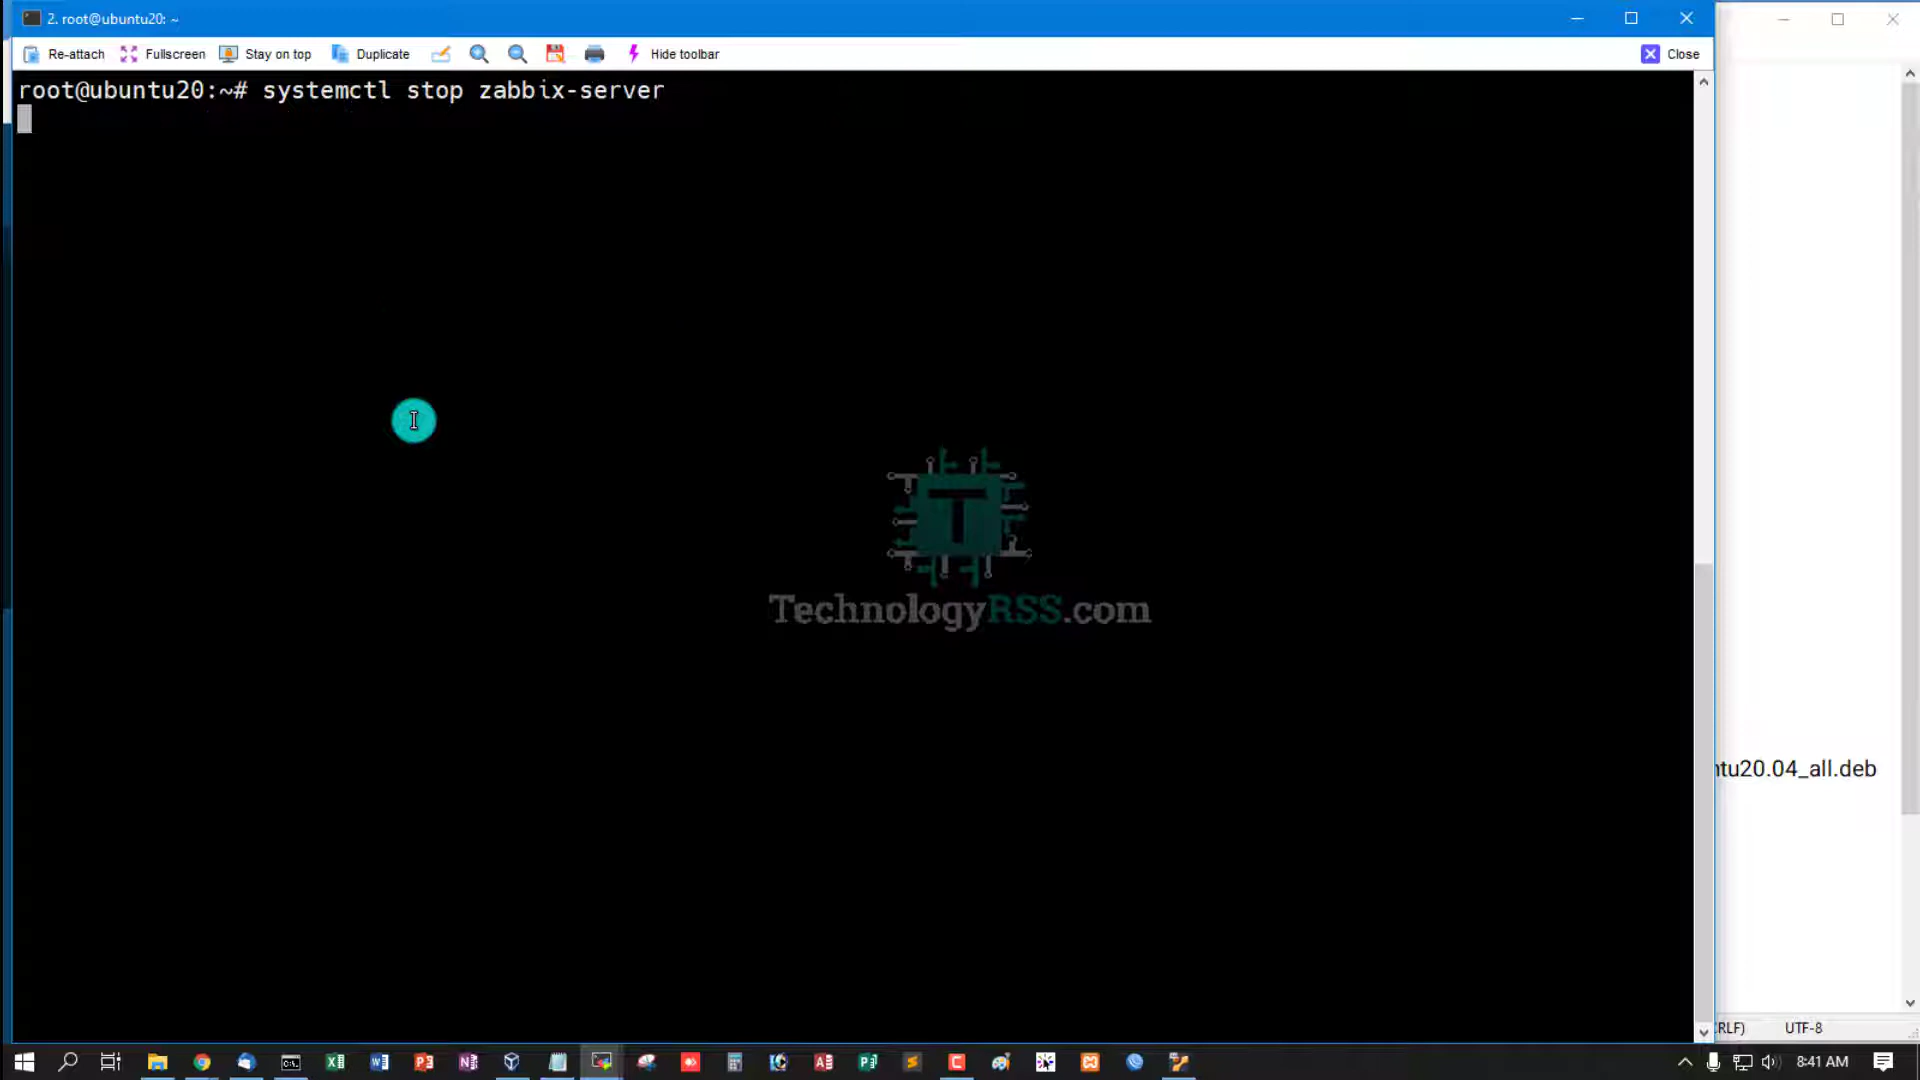 2. root@ubuntu20: ~
Re-attach Fullscreen Stay on top Duplicate Hide toolbar Close
root@ubuntu20:~# systemctl stop zabbix-server
T
TechnologyRSS.com
ntu20.04_all.deb
CRLF) UTF-8
8:41 AM